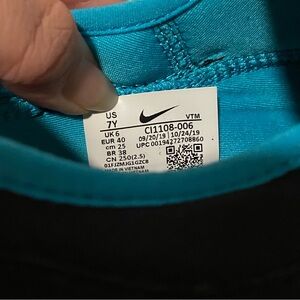 US
7Y
VTM
UK 6
CI1108-006
EUR 40
09/20/19 | 10/24/19
cm 25
UPC 00194272708860
BR 38
CN 250(2.5)
MADE IN VIETNAM